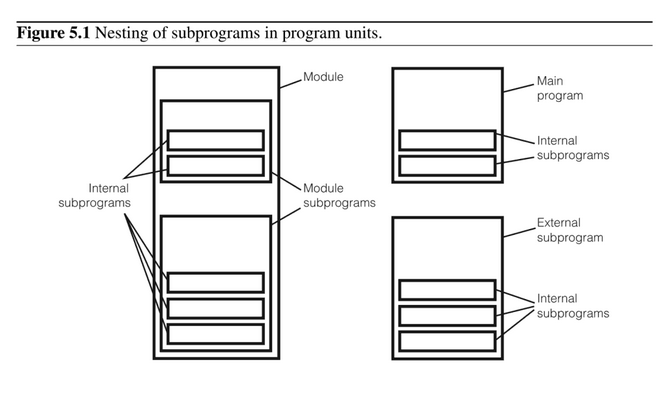 Figure 5.1 Nesting of subprograms in program units.
Module
Internal
subprograms
Module
subprograms
Main
program
Internal
subprograms
External
subprogram
Internal
subprograms